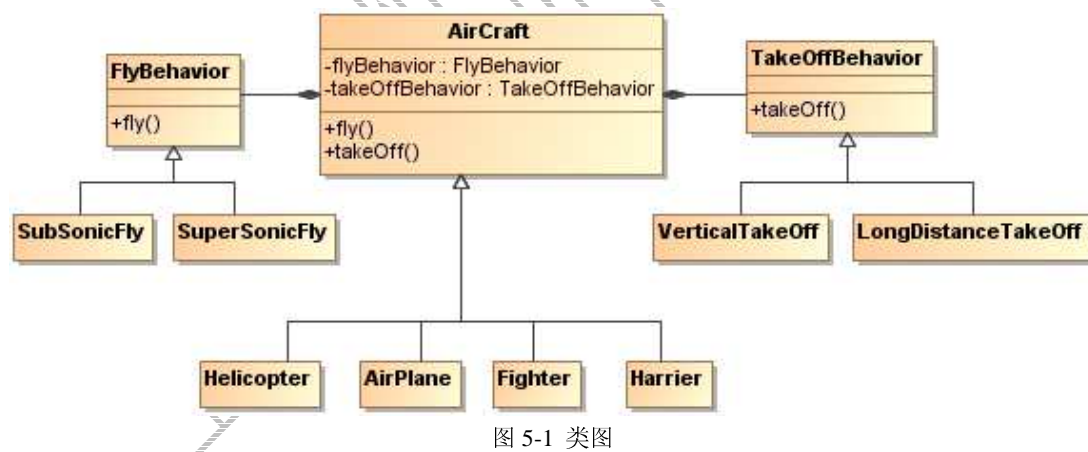 AirCraft
-flyBehavior : FlyBehavior
-takeOffBehavior : TakeOffBehavior
+fly()
+takeOff()
FlyBehavior
+fly()
TakeOffBehavior
+takeOff()
SubSonicFly
SuperSonicFly
VerticalTakeOff
LongDistanceTakeOff
Helicopter
AirPlane
Fighter
Harrier
图 5-1 类图